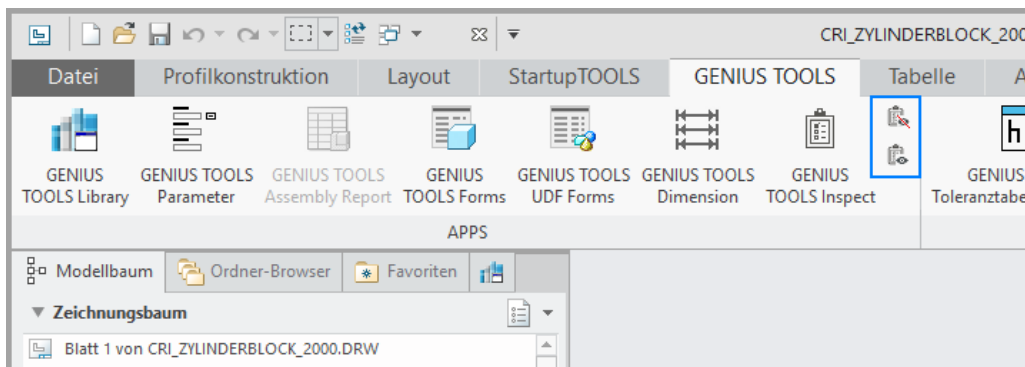 CRI_ZYLINDERBLOCK_200
Datei Profilkonstruktion Layout StartupTOOLS GENIUS TOOLS Tabelle A
h
GENIUS TOOLS Library
GENIUS TOOLS Parameter
GENIUS TOOLS Assembly Report
GENIUS TOOLS Forms
GENIUS TOOLS UDF Forms
GENIUS TOOLS Dimension
GENIUS TOOLS Inspect
GENIUS Toleranztabe
APPS
Modellbaum Ordner-Browser Favoriten
Zeichnungsbaum
Blatt 1 von CRI_ZYLINDERBLOCK_2000.DRW